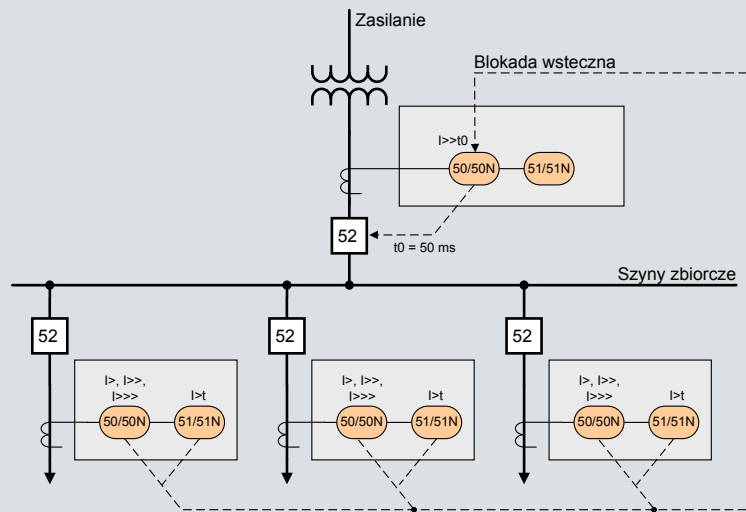 Zasilanie
Blokada wsteczna
I>>t0
50/50N
51/51N
52
t0 = 50 ms
Szyny zbiorcze
52
52
52
I>, I>>,
I>>>
I>t
50/50N
51/51N
I>, I>>,
I>>>
I>t
50/50N
51/51N
I>, I>>,
I>>>
I>t
50/50N
51/51N